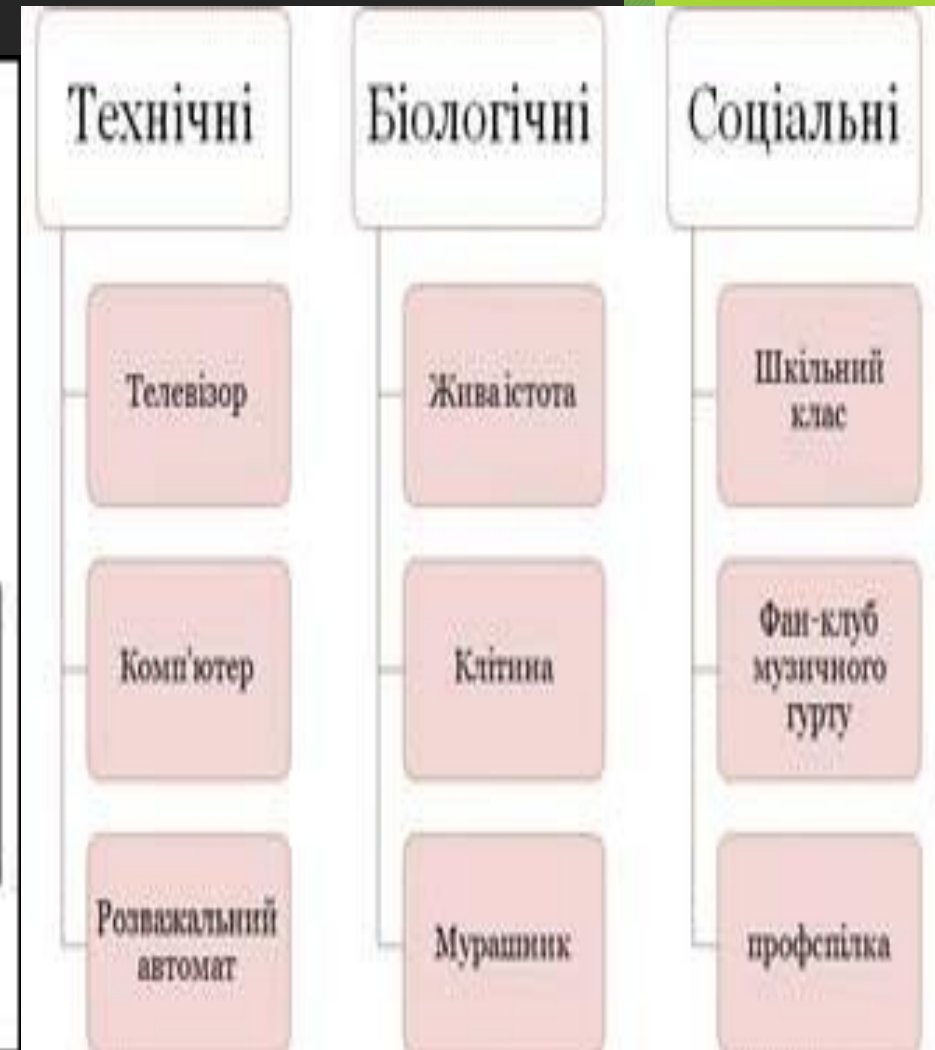 Технічні
Телевізор
Комп'ютер
Розважальний
автомат
Біологічні
Жива істота
Клітина
Мурашник
Соціальні
Шкільний
клас
Фан-клуб
музичного
гурту
профспілка